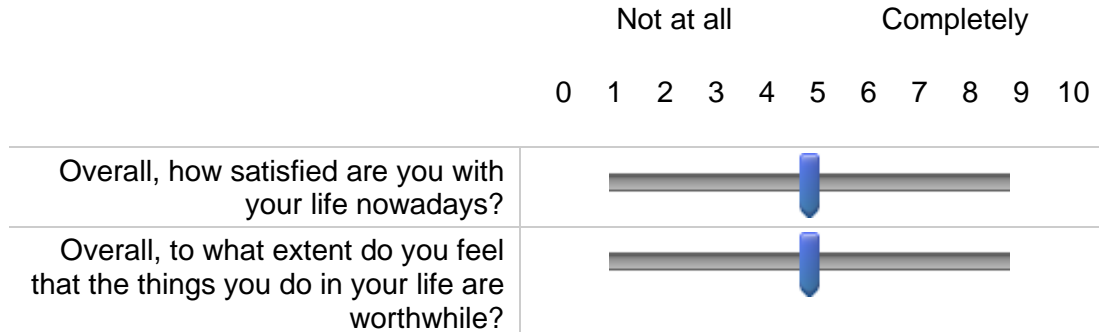 Not at all Completely
0 1 2 3 4 5 6 7 8 9 10
Overall, how satisfied are you with
your life nowadays?
Overall, to what extent do you feel
that the things you do in your life are
worthwhile?